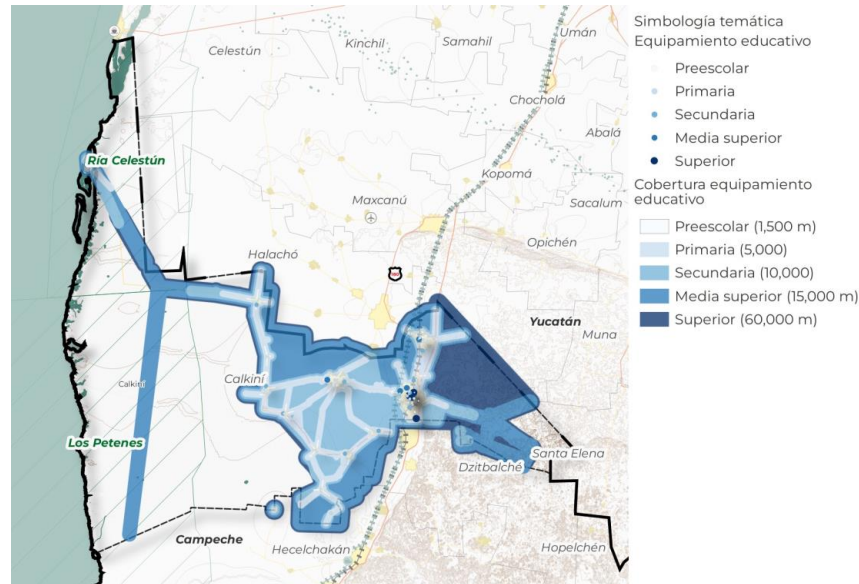 Simbología temática
Equipamiento educativo
Preescolar
Primaria
Secundaria
Media superior
Superior
Cobertura equipamiento
educativo
Preescolar (1,500 m)
Primaria (5,000)
Secundaria (10,000)
Media superior (15,000 m)
Superior (60,000 m)
Umán
Celestún
Kinchil
Samahil
Chocholá
Abalá
Ría Celestún
Kopomá
Maxcanú
Sacalum
Opichén
Halachó
Yucatán
Muna
Calkiní
Calkiní
Los Petenes
Santa Elena
Dzitbalché
Campeche
Hecelchakán
Hopelchén